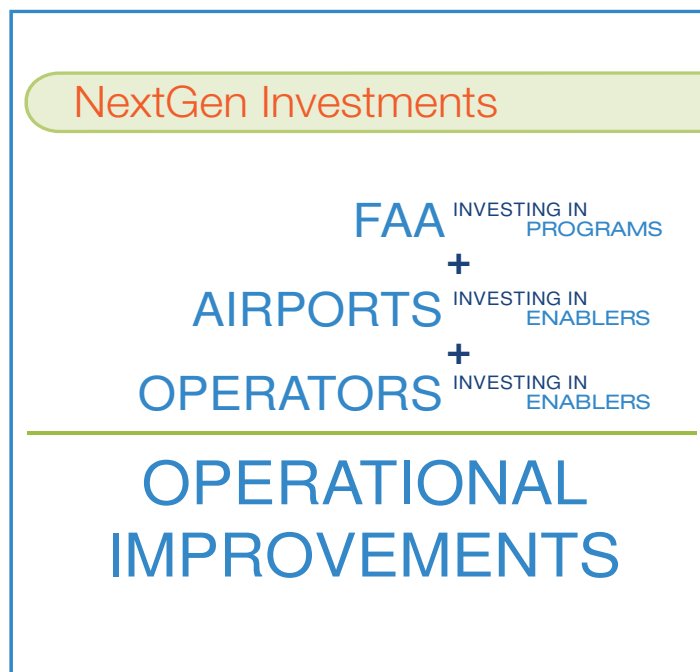 NextGen Investments
FAA INVESTING IN PROGRAMS
+
AIRPORTS INVESTING IN ENABLERS
+
OPERATORS INVESTING IN ENABLERS
OPERATIONAL
IMPROVEMENTS